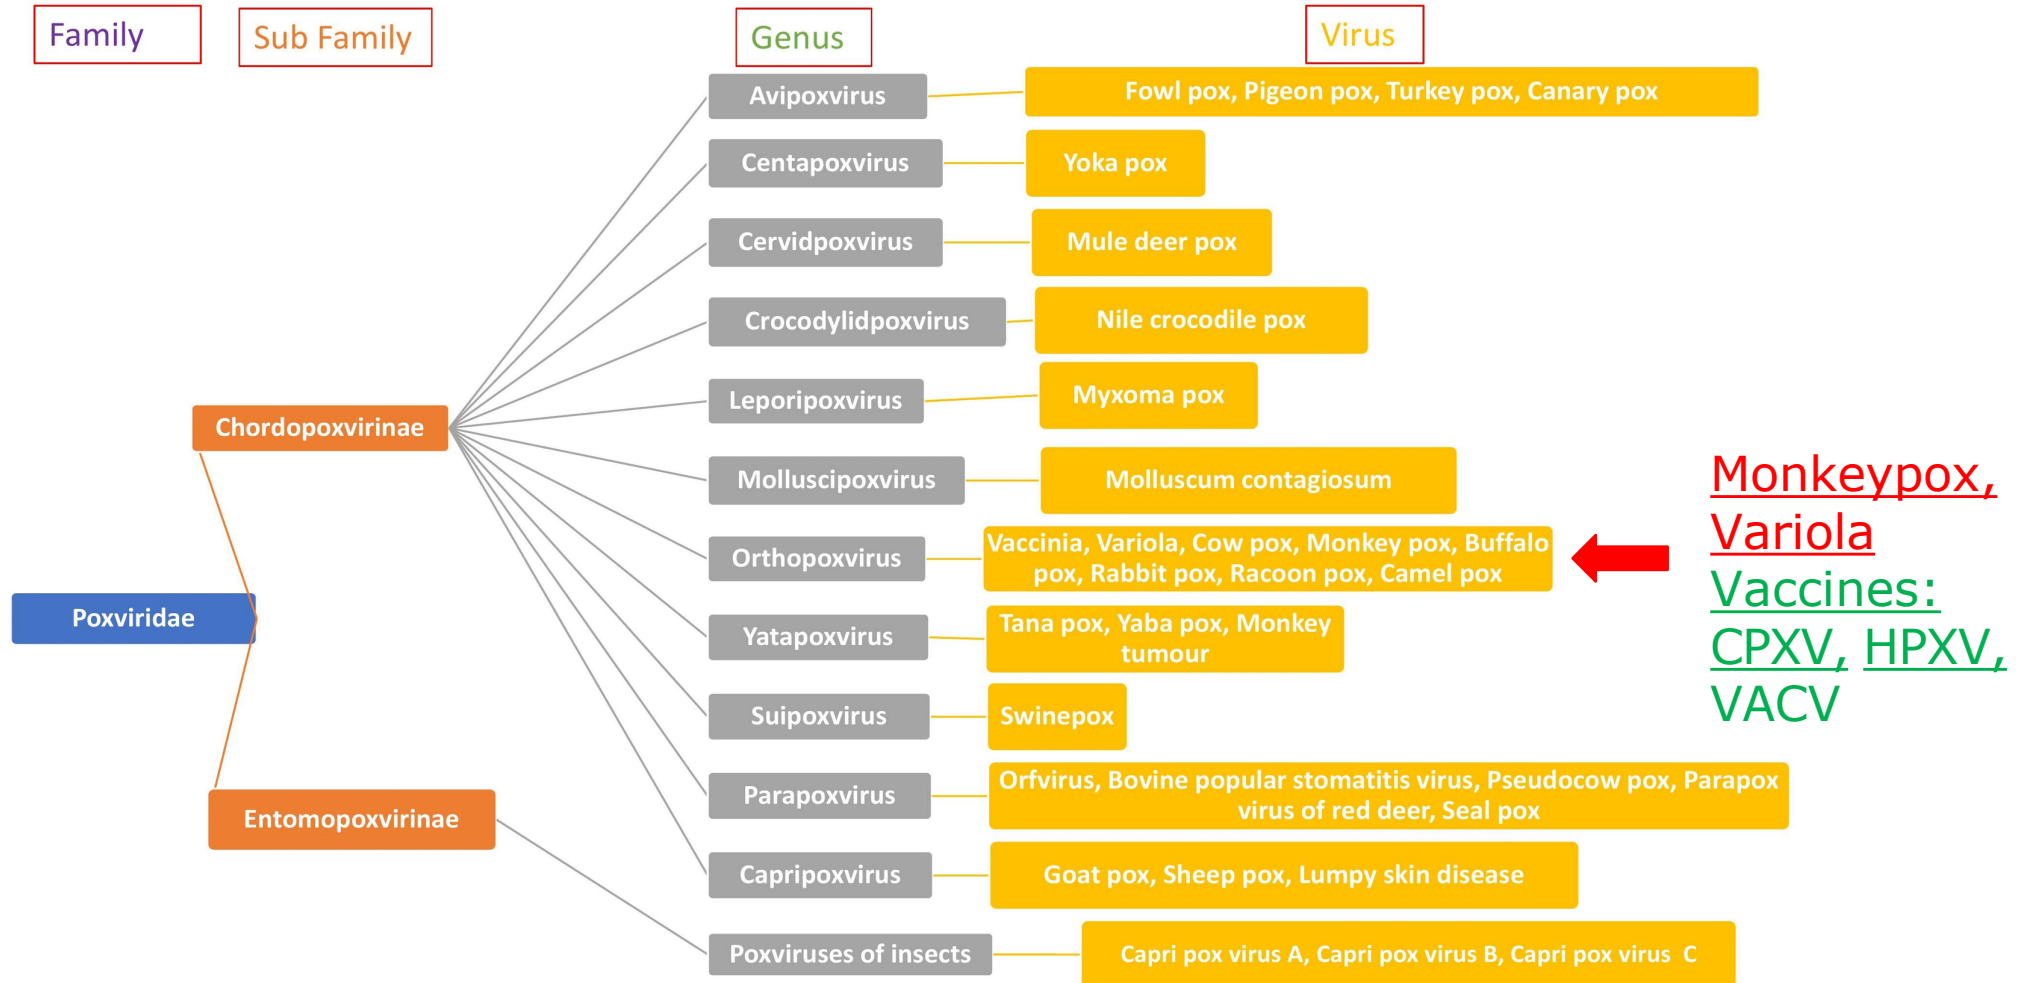 Family
Sub Family
Genus
Virus
Avipoxvirus
Fowl pox, Pigeon pox, Turkey pox, Canary pox
Centapoxvirus
Yoka pox
Cervidpoxvirus
Mule deer pox
Crocodylidpoxvirus
Nile crocodile pox
Leporipoxvirus
Myxoma pox
Chordopoxvirinae
Molluscipoxvirus
Molluscum contagiosum
Orthopoxvirus
Vaccinia, Variola, Cow pox, Monkey pox, Buffalo
pox, Rabbit pox, Racoon pox, Camel pox
Monkeypox,
Variola
Vaccines:
CPXV, HPXV,
VACV
Poxviridae
Yatapoxvirus
Tana pox, Yaba pox, Monkey
tumour
Suipoxvirus
Swinepox
Parapoxvirus
Orfvirus, Bovine popular stomatitis virus, Pseudocow pox, Parapox
virus of red deer, Seal pox
Entomopoxvirinae
Capripoxvirus
Goat pox, Sheep pox, Lumpy skin disease
Poxviruses of insects
Capri pox virus A, Capri pox virus B, Capri pox virus  C